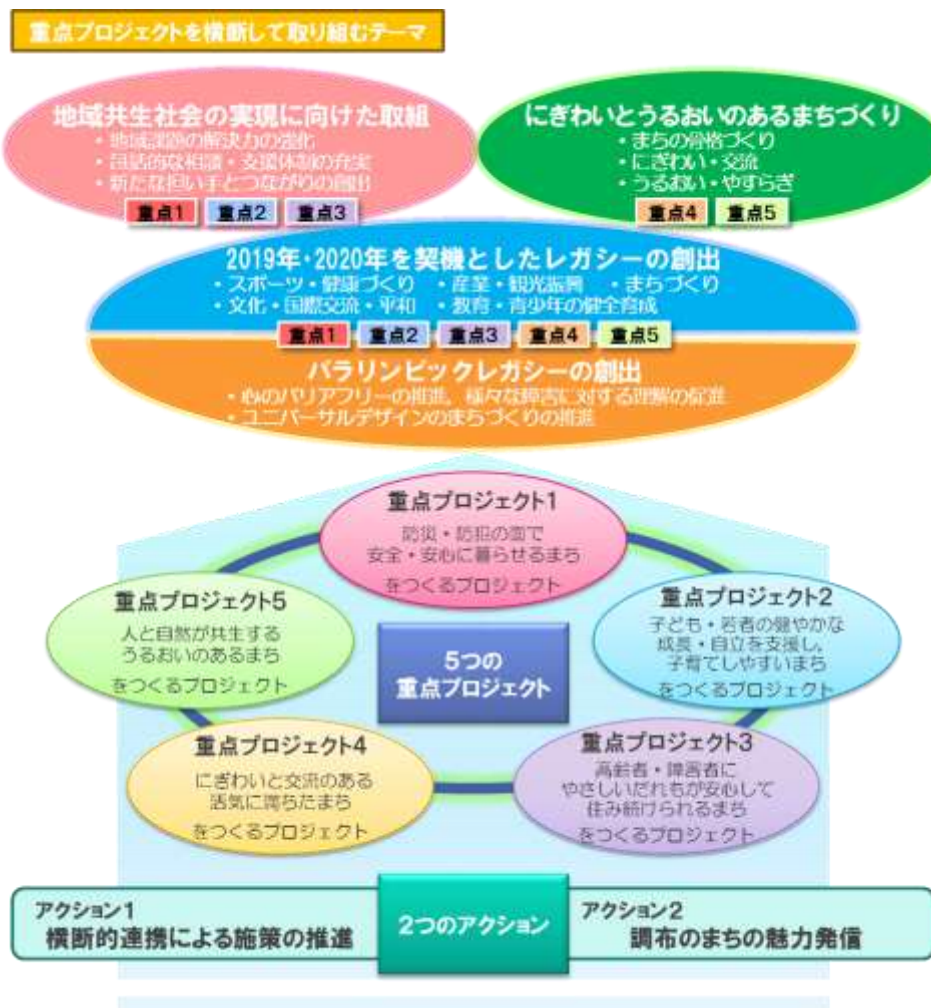 重点プロジェクトを横断して取り組むテーマ
地域共生社会の実現に向けた取組
・地域課題の解決力の強化
・包括的な相談・支援体制の充実
・新たな担い手とつながりの創出
重点1 重点2 重点3
にぎわいとうるおいのあるまちづくり
・まちの骨格づくり
・にぎわい・交流
・うるおい・やすらぎ
重点4 重点5
2019年・2020年を契機としたレガシーの創出
・スポーツ・健康づくり ・産業・観光振興 ・まちづくり
・文化・国際交流・平和 ・教育・青少年の健全育成
重点1 重点2 重点3 重点4 重点5
パラリンピックレガシーの創出
・心のバリアフリーの推進、様々な障害に対する理解の促進
・ユニバーサルデザインのまちづくりの推進
重点プロジェクト1
防災・防犯の面で
安全・安心に暮らせるまち
をつくるプロジェクト
重点プロジェクト2
子ども・若者の健やかな
成長・自立を支援し、
子育てしやすいまち
をつくるプロジェクト
重点プロジェクト5
人と自然が共生する
うるおいのあるまち
をつくるプロジェクト
5つの
重点プロジェクト
重点プロジェクト4
にぎわいと交流のある
活気に満ちたまち
をつくるプロジェクト
重点プロジェクト3
高齢者・障害者に
やさしいだれもが安心して
住み続けられるまち
をつくるプロジェクト
アクション1
横断的連携による施策の推進
2つのアクション
アクション2
調布のまちの魅力発信